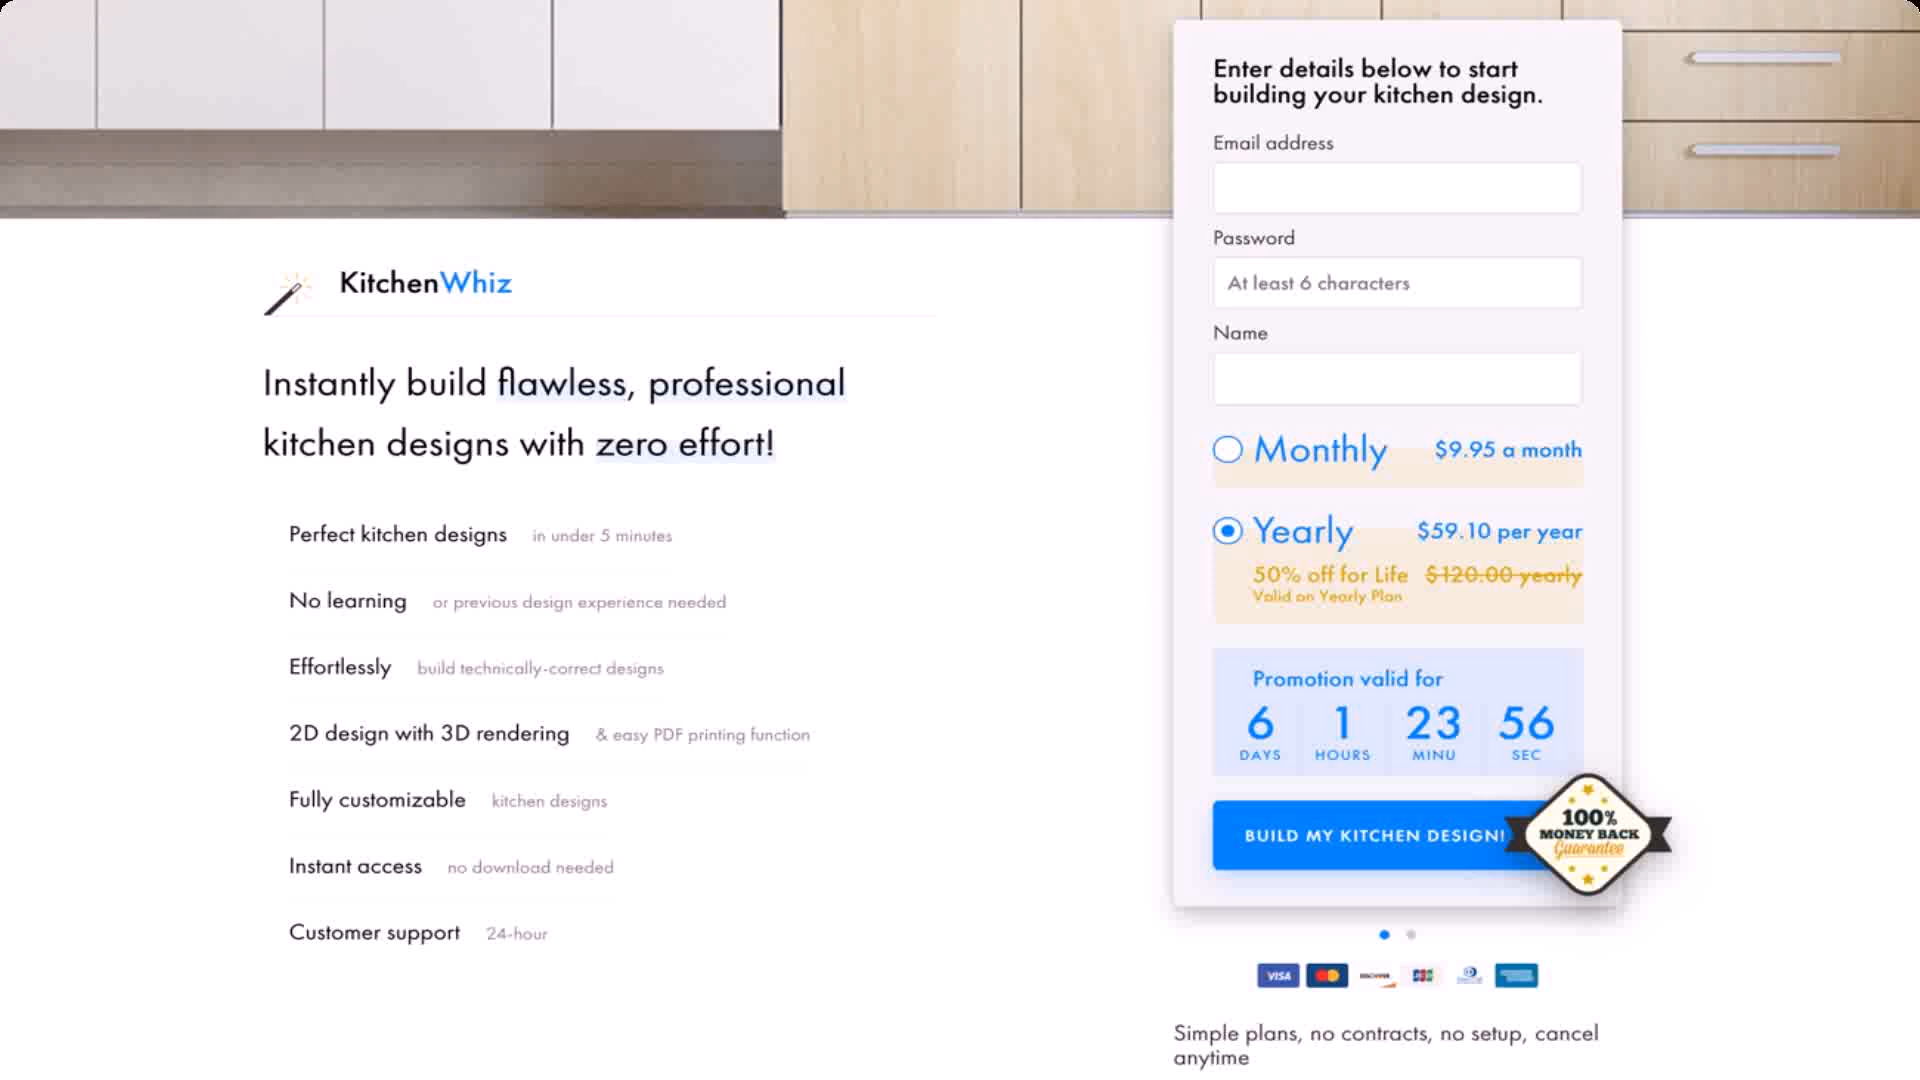 KitchenWhiz
Instantly build flawless, professional
kitchen designs with zero effort!
Perfect kitchen designs in under 5 minutes
No learning or previous design experience needed
Effortlessly build technically-correct designs
2D design with 3D rendering & easy PDF printing function
Fully customizable kitchen designs
Instant access no download needed
Customer support 24-hour
Enter details below to start
building your kitchen design.
Email address
Password
At least 6 characters
Name
Monthly $9.95 a month
Yearly $59.10 per year
50% off for Life $120.00 yearly
Valid on Yearly Plan
Promotion valid for
6 1 23 56
DAYS HOURS MINU SEC
BUILD MY KITCHEN DESIGN!
100%
MONEY BACK
Guarantee
VISA DISCOVER JCB
Simple plans, no contracts, no setup, cancel
anytime